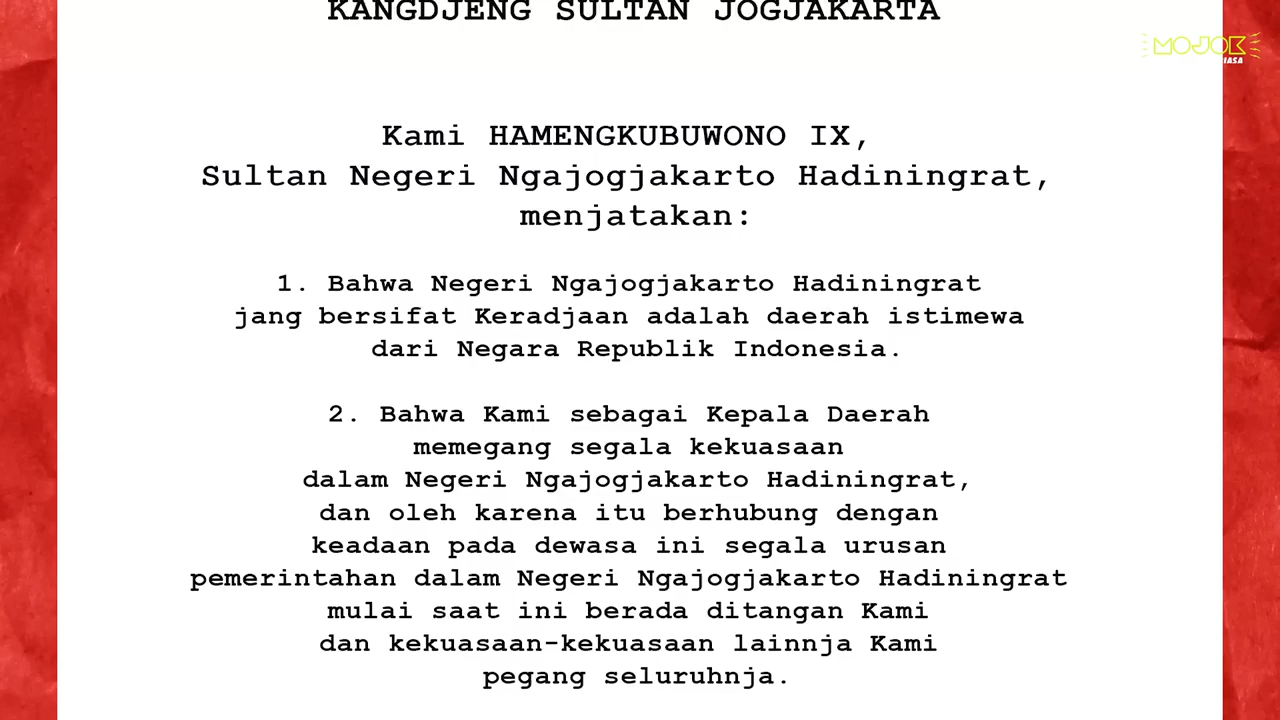 KANGDJENG SULTAN JOGJAKARTA
MOJOK
Kami HAMENGKUBUWONO IX,
Sultan Negeri Ngajogjakarto Hadiningrat,
menjatakan:
1. Bahwa Negeri Ngajogjakarto Hadiningrat
jang bersifat Keradjaan adalah daerah istimewa
dari Negara Republik Indonesia.
2. Bahwa Kami sebagai Kepala Daerah
memegang segala kekuasaan
dalam Negeri Ngajogjakarto Hadiningrat,
dan oleh karena itu berhubung dengan
keadaan pada dewasa ini segala urusan
pemerintahan dalam Negeri Ngajogjakarto Hadiningrat
mulai saat ini berada ditangan Kami
dan kekuasaan-kekuasaan lainnja Kami
pegang seluruhnja.